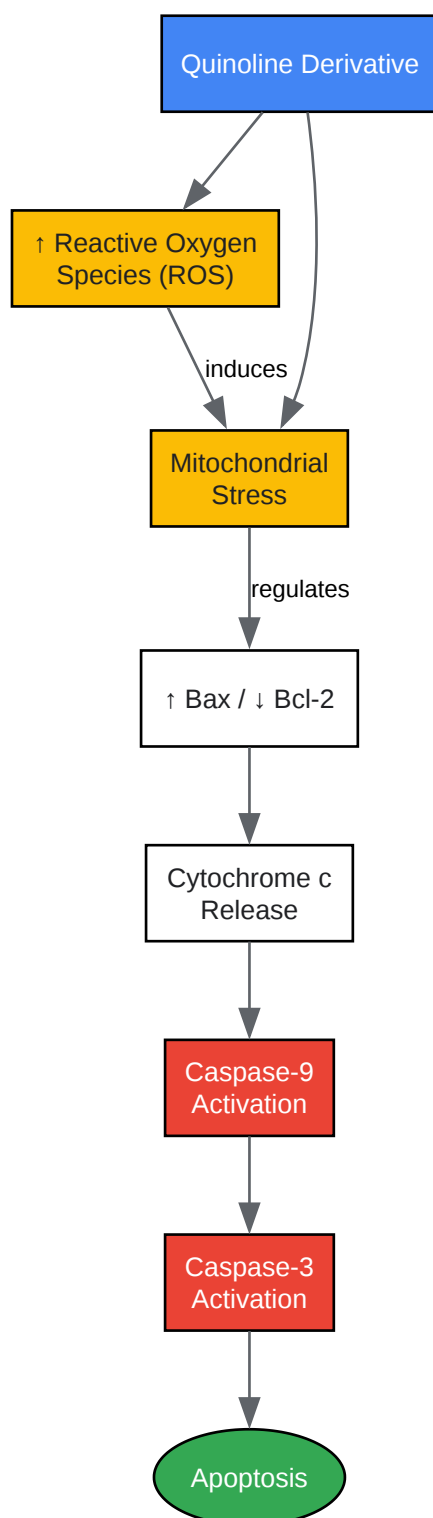 Quinoline Derivative
↑ Reactive Oxygen
Species (ROS)
induces
Mitochondrial
Stress
regulates
↑ Bax / ↓ Bcl-2
Cytochrome c
Release
Caspase-9
Activation
Caspase-3
Activation
Apoptosis